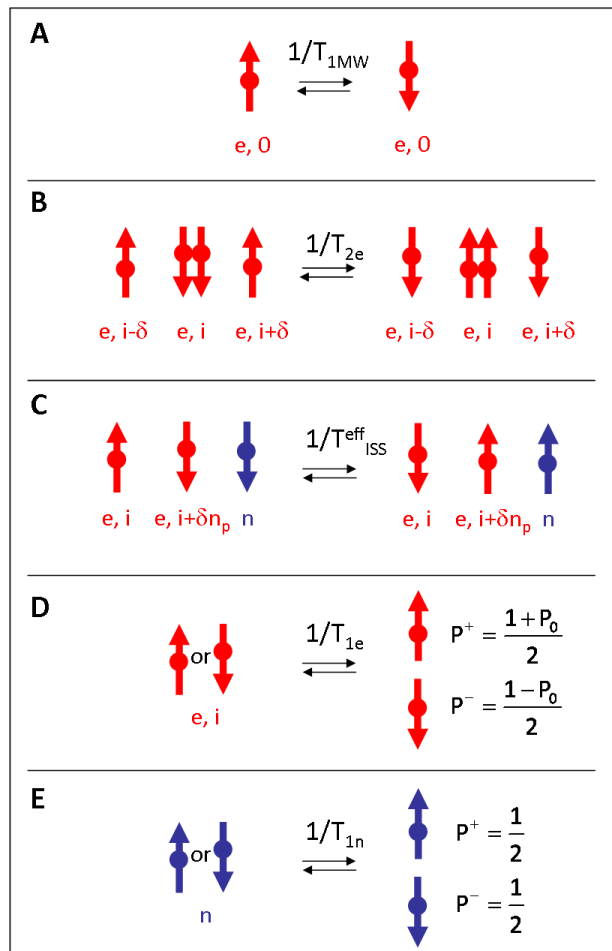 A
1/T₁MW
e, 0 e, 0
B
1/T₂e
e, i-δ e, i e, i+δ e, i-δ e, i e, i+δ
C
1/T^eff_ISS
e, i e, i+δnₚ n e, i e, i+δnₚ n
D
1/T₁e
or
e, i
P⁺ = (1+P₀)/2
P⁻ = (1−P₀)/2
E
1/T₁n
or
n
P⁺ = 1/2
P⁻ = 1/2